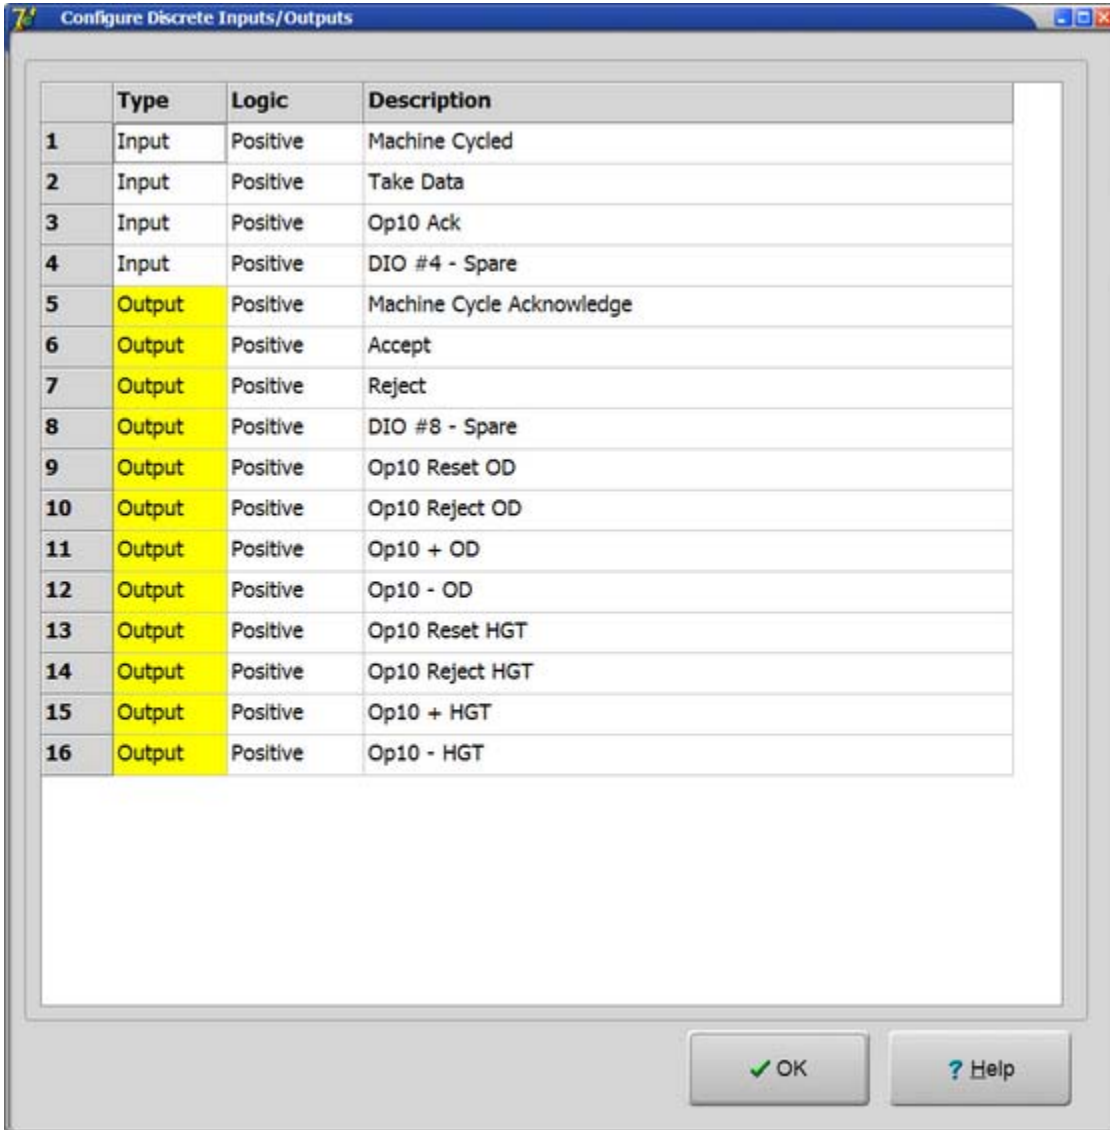 Configure Discrete Inputs/Outputs
Type Logic Description
1 Input Positive Machine Cycled
2 Input Positive Take Data
3 Input Positive Op10 Ack
4 Input Positive DIO #4 - Spare
5 Output Positive Machine Cycle Acknowledge
6 Output Positive Accept
7 Output Positive Reject
8 Output Positive DIO #8 - Spare
9 Output Positive Op10 Reset OD
10 Output Positive Op10 Reject OD
11 Output Positive Op10 + OD
12 Output Positive Op10 - OD
13 Output Positive Op10 Reset HGT
14 Output Positive Op10 Reject HGT
15 Output Positive Op10 + HGT
16 Output Positive Op10 - HGT
OK ? Help